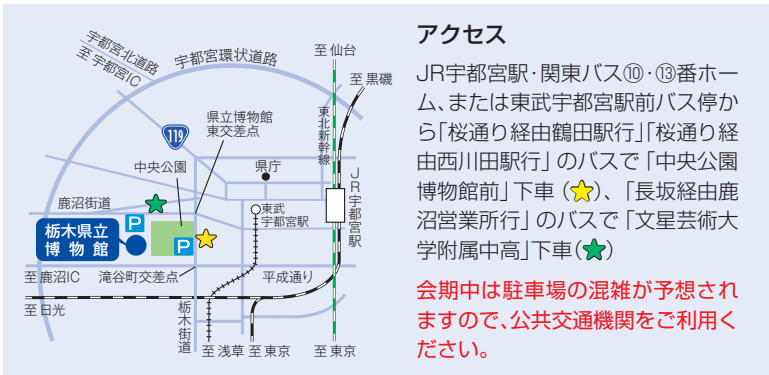 宇都宮北道路
至 宇都宮IC
宇都宮環状道路
至 仙台
至 黒磯
119
県立博物館
東交差点
東北新幹線
中央公園
県庁
JR宇都宮駅
鹿沼街道
P
東武
宇都宮駅
栃木県立
博物館
P
至 鹿沼IC
滝谷町交差点
平成通り
至 日光
栃木街道
至 浅草
至 東京
至 東京
アクセス
JR宇都宮駅・関東バス⑩・⑬番ホー
ム、または東武宇都宮駅前バス停か
ら「桜通り経由鶴田駅行」「桜通り経
由西川田駅行」のバスで「中央公園
博物館前」下車(★)、「長坂経由鹿
沼営業所行」のバスで「文星芸術大
学附属中高」下車(★)
会期中は駐車場の混雑が予想され
ますので、公共交通機関をご利用く
ださい。